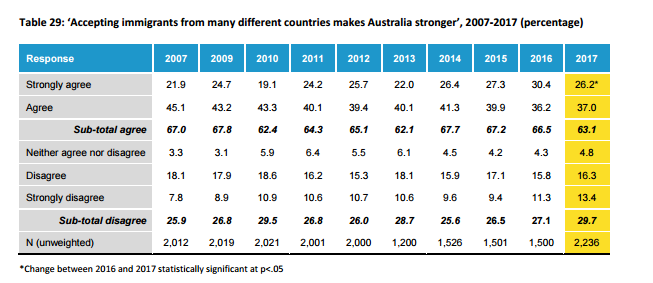 Table 29: ‘Accepting immigrants from many different countries makes Australia stronger’, 2007-2017 (percentage)
Response 2007 2009 2010 2011 2012 2013 2014 2015 2016 2017
Strongly agree 21.9 24.7 19.1 24.2 25.7 22.0 26.4 27.3 30.4 26.2*
Agree 45.1 43.2 43.3 40.1 39.4 40.1 41.3 39.9 36.2 37.0
Sub-total agree 67.0 67.8 62.4 64.3 65.1 62.1 67.7 67.2 66.5 63.1
Neither agree nor disagree 3.3 3.1 5.9 6.4 5.5 6.1 4.5 4.2 4.3 4.8
Disagree 18.1 17.9 18.6 16.2 15.3 18.1 15.9 17.1 15.8 16.3
Strongly disagree 7.8 8.9 10.9 10.6 10.7 10.6 9.6 9.4 11.3 13.4
Sub-total disagree 25.9 26.8 29.5 26.8 26.0 28.7 25.6 26.5 27.1 29.7
N (unweighted) 2,012 2,019 2,021 2,001 2,000 1,200 1,526 1,501 1,500 2,236
*Change between 2016 and 2017 statistically significant at p<.05